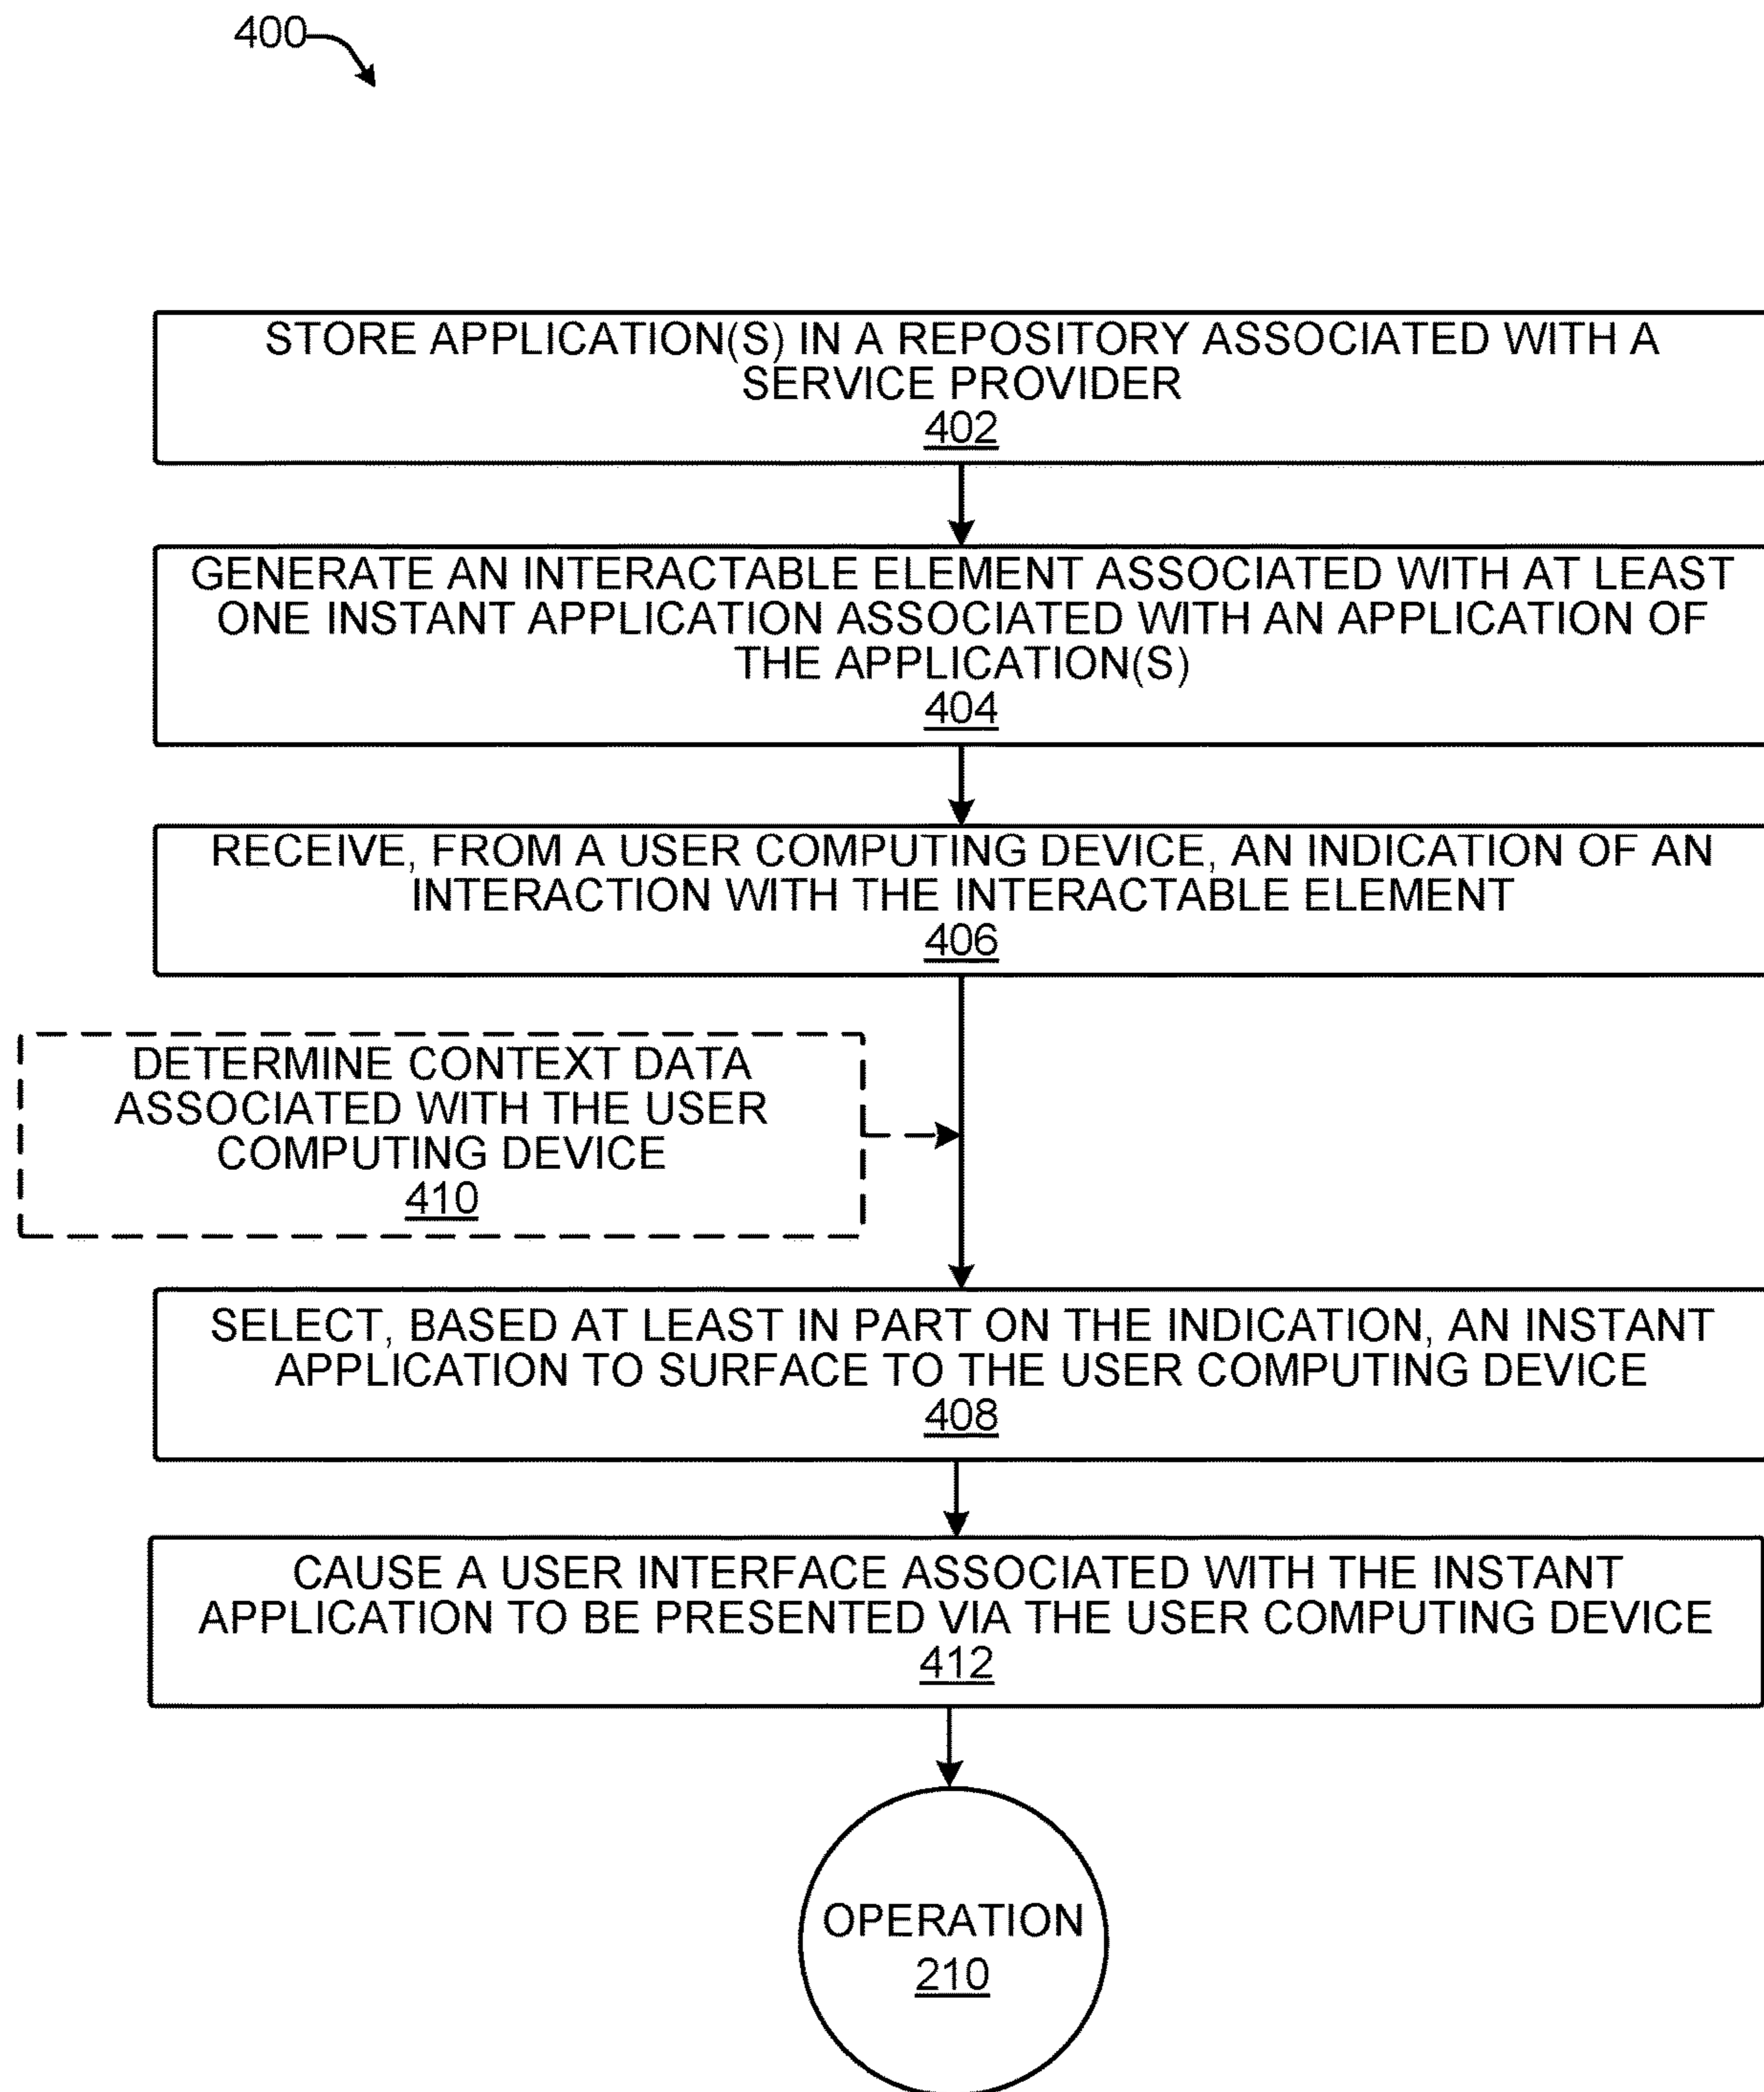 400
STORE APPLICATION(S) IN A REPOSITORY ASSOCIATED WITH A
SERVICE PROVIDER
402
GENERATE AN INTERACTABLE ELEMENT ASSOCIATED WITH AT LEAST
ONE INSTANT APPLICATION ASSOCIATED WITH AN APPLICATION OF
THE APPLICATION(S)
404
RECEIVE, FROM A USER COMPUTING DEVICE, AN INDICATION OF AN
INTERACTION WITH THE INTERACTABLE ELEMENT
406
DETERMINE CONTEXT DATA
ASSOCIATED WITH THE USER
COMPUTING DEVICE
410
SELECT, BASED AT LEAST IN PART ON THE INDICATION, AN INSTANT
APPLICATION TO SURFACE TO THE USER COMPUTING DEVICE
408
CAUSE A USER INTERFACE ASSOCIATED WITH THE INSTANT
APPLICATION TO BE PRESENTED VIA THE USER COMPUTING DEVICE
412
OPERATION
210